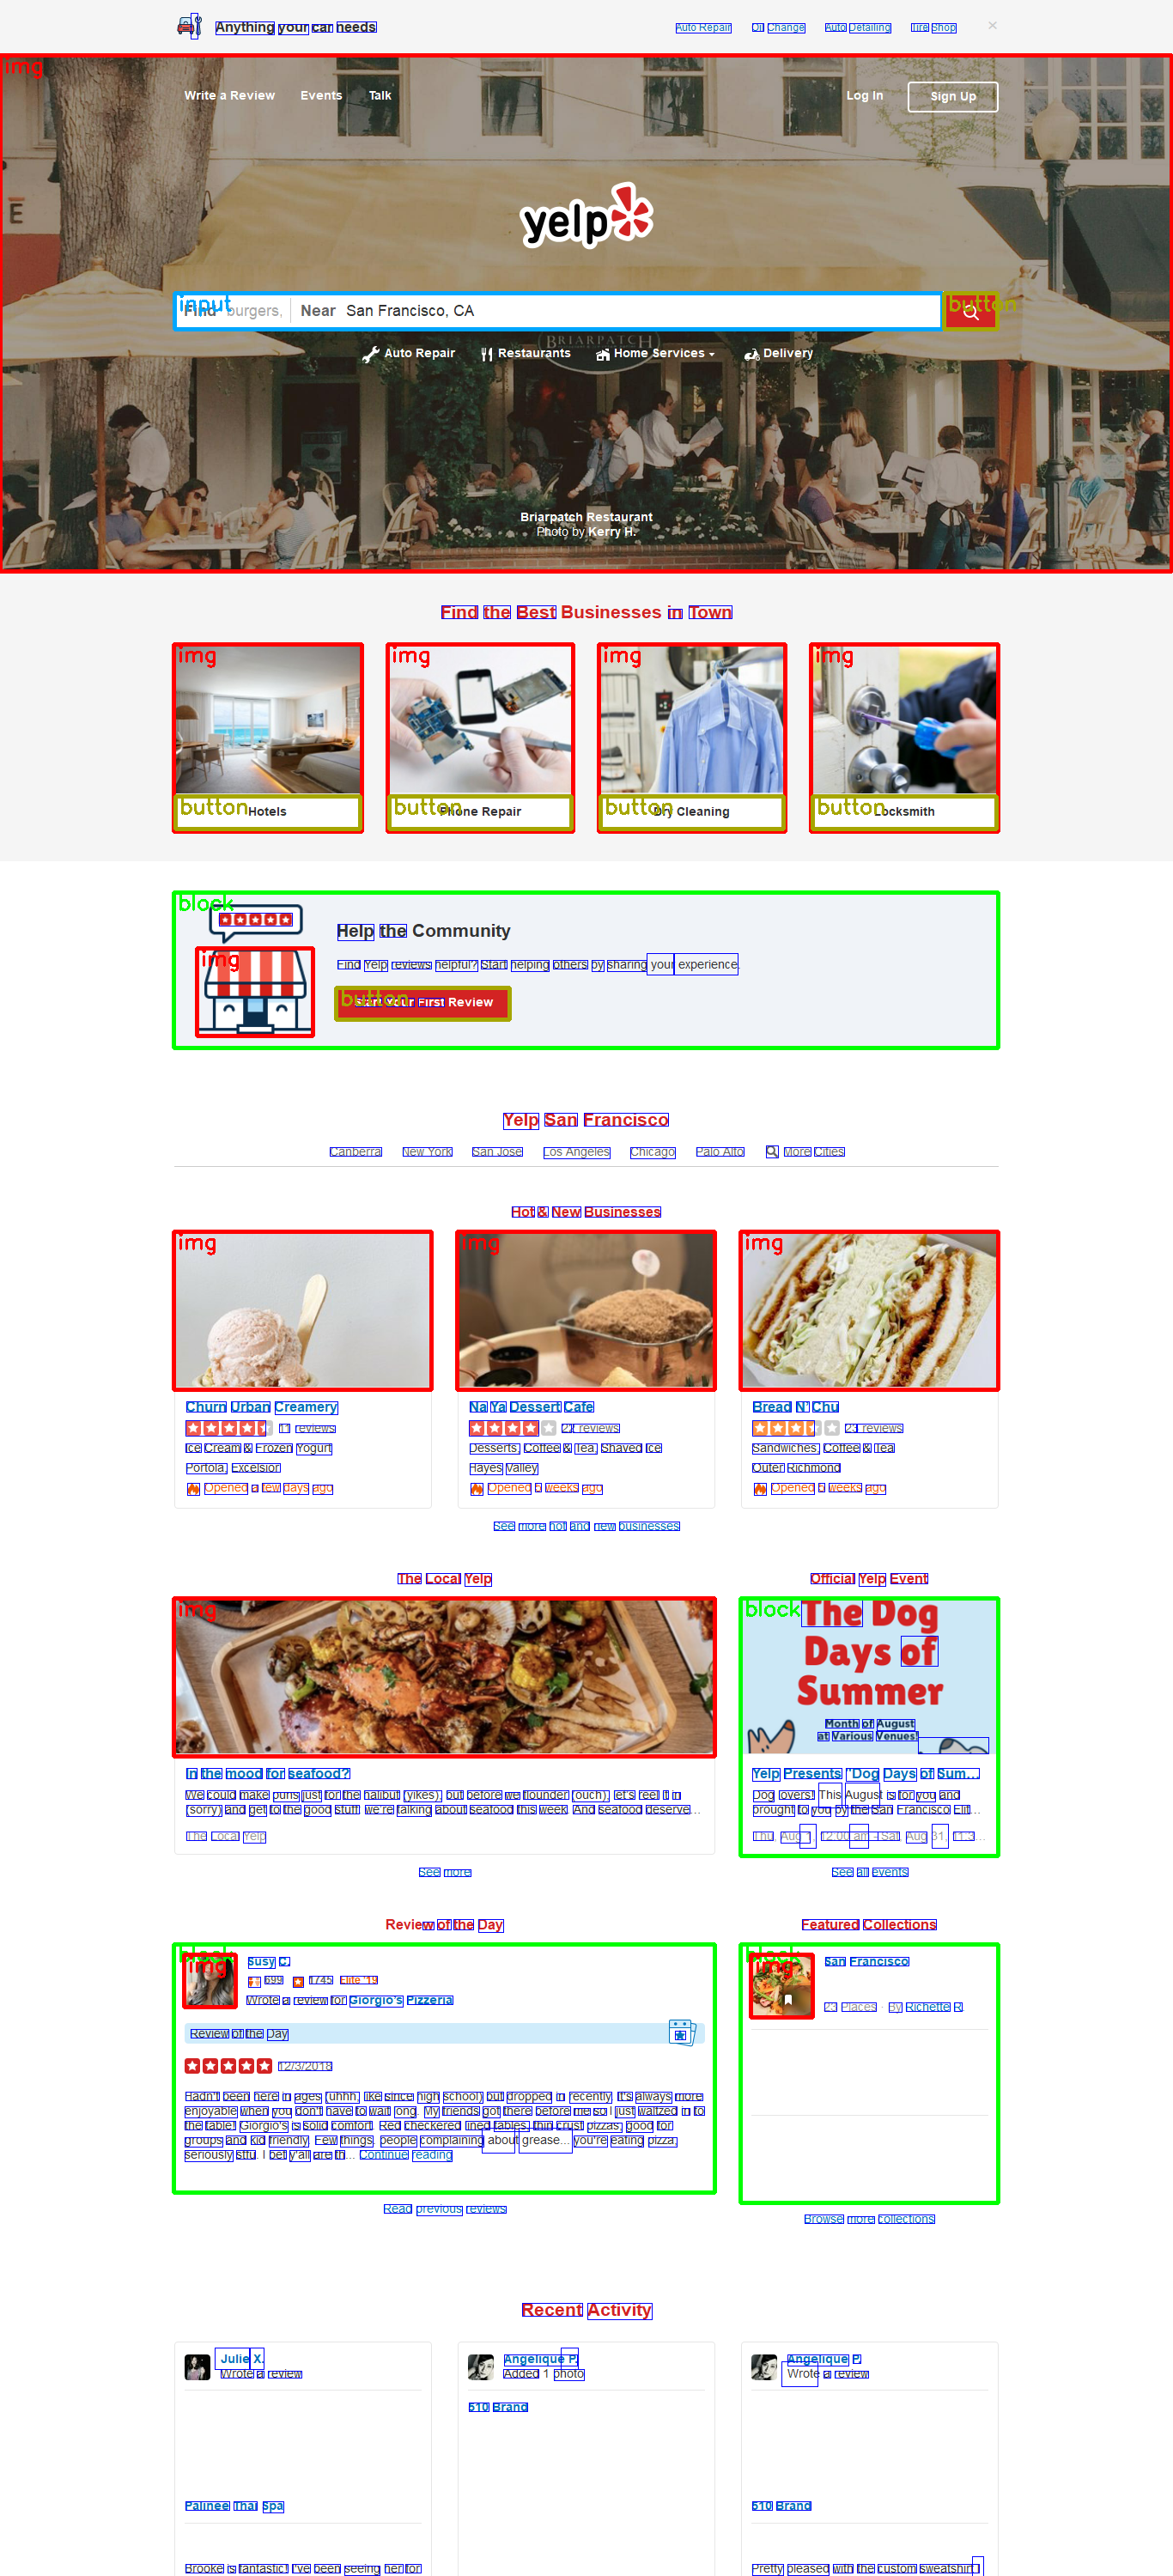 Anything your car needs
Auto Repair Oil Change Auto Detailing Tire Shop ×
img
Write a Review Events Talk Log In Sign Up
yelp
input button
Find burgers, Near San Francisco, CA
BRIARPATCH
Auto Repair Restaurants Home Services Delivery
Briarpatch Restaurant
Photo by Kerry H.
Find the Best Businesses in Town
img img img img
button button button button
Hotels Phone Repair Dry Cleaning Locksmith
block
Help the Community
img
Find Yelp reviews helpful? Start helping others by sharing your experience.
button
Start Your First Review
Yelp San Francisco
Canberra New York San Jose Los Angeles Chicago Palo Alto More Cities
Hot & New Businesses
img img img
Churn Urban Creamery
11 reviews
Ice Cream & Frozen Yogurt
Portola, Excelsior
Opened a few days ago
Na Ya Dessert Cafe
22 reviews
Desserts, Coffee & Tea, Shaved Ice
Hayes Valley
Opened 5 weeks ago
Bread N' Chu
23 reviews
Sandwiches, Coffee & Tea
Outer Richmond
Opened 5 weeks ago
See more hot and new businesses
The Local Yelp
img
In the mood for seafood?
We could make puns just for the halibut (yikes), but before we flounder (ouch), let's reel it in
(sorry) and get to the good stuff: we're talking about seafood this week. And seafood deserve...
The Local Yelp
See more
Official Yelp Event
block
The Dog
Days of
Summer
Month of August
at Various Venues!
Yelp Presents "Dog Days of Sum...
Dog lovers! This August is for you and
brought to you by the San Francisco Elit...
Thu, Aug 1, 12:00 am - Sat, Aug 31, 11:3...
See all events
Review of the Day
block
img
Susy C.
699 1745 Elite '19
Wrote a review for Giorgio's Pizzeria
Review of the Day
12/3/2018
Hadn't been here in ages (uhhh, like since high school) but dropped in recently. It's always more
enjoyable when you don't have to wait long. My friends got there before me so I just waltzed in to
the table! Giorgio's is solid comfort. Red checkered lined tables, thin crust pizzas, good for
groups and kid friendly. Few things, people complaining about grease... you're eating pizza,
seriously stfu. I bet y'all are th... Continue reading
Read previous reviews
Featured Collections
block
img
San Francisco
23 Places · By Richelle R.
Browse more collections
Recent Activity
Julie X.
Wrote a review
Palinee Thai Spa
Brooke is fantastic! I've been seeing her for
Angelique P.
Added 1 photo
510 Brand
Angelique P.
Wrote a review
510 Brand
Pretty pleased with the custom sweatshirt I